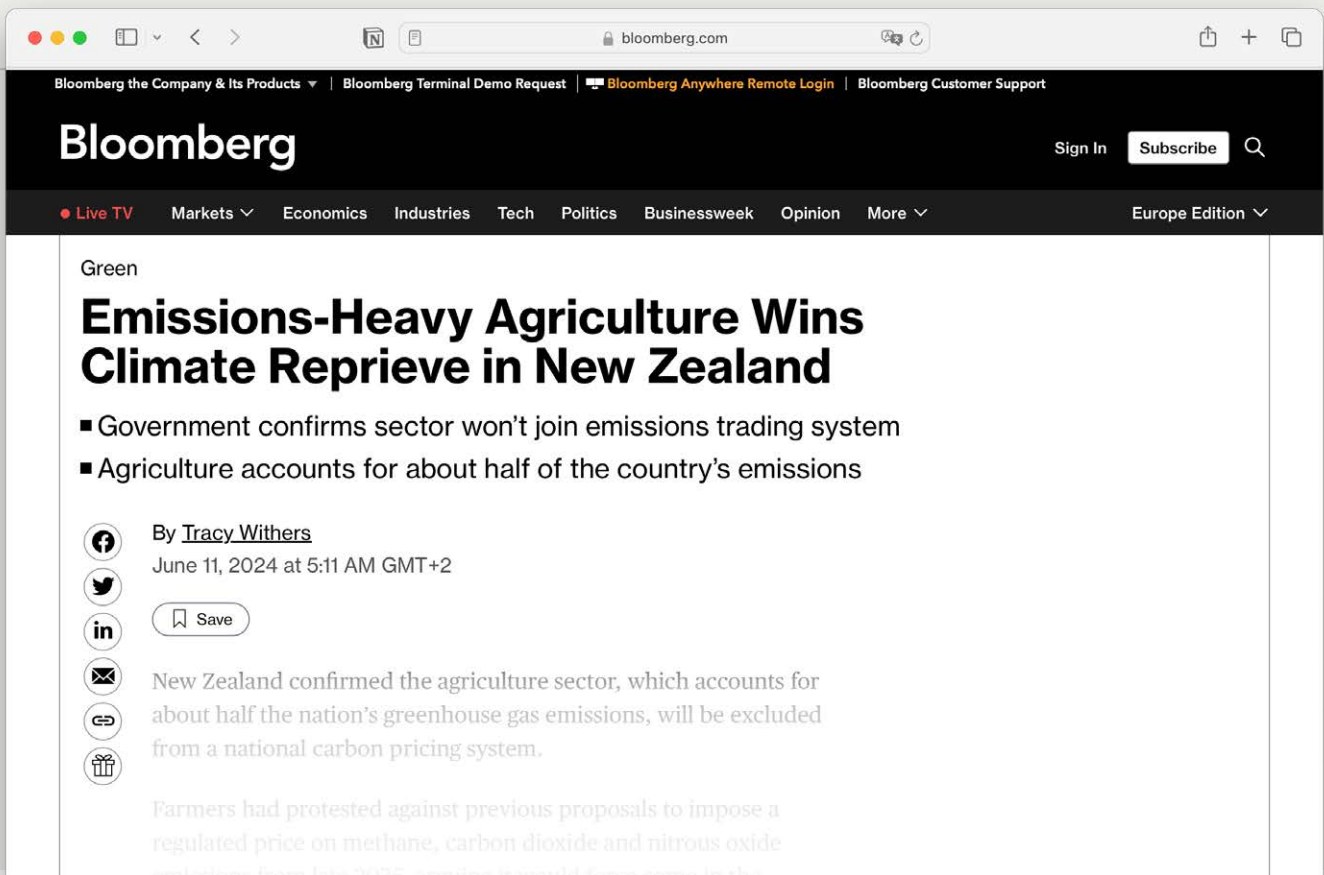 bloomberg.com
Bloomberg the Company & Its Products
Bloomberg Terminal Demo Request
Bloomberg Anywhere Remote Login
Bloomberg Customer Support
Bloomberg
Sign In
Subscribe
Live TV
Markets
Economics
Industries
Tech
Politics
Businessweek
Opinion
More
Europe Edition
Green
Emissions-Heavy Agriculture Wins
Climate Reprieve in New Zealand
Government confirms sector won’t join emissions trading system
Agriculture accounts for about half of the country’s emissions
By Tracy Withers
June 11, 2024 at 5:11 AM GMT+2
Save
New Zealand confirmed the agriculture sector, which accounts for
about half the nation’s greenhouse gas emissions, will be excluded
from a national carbon pricing system.
Farmers had protested against previous proposals to impose a
regulated price on methane, carbon dioxide and nitrous oxide